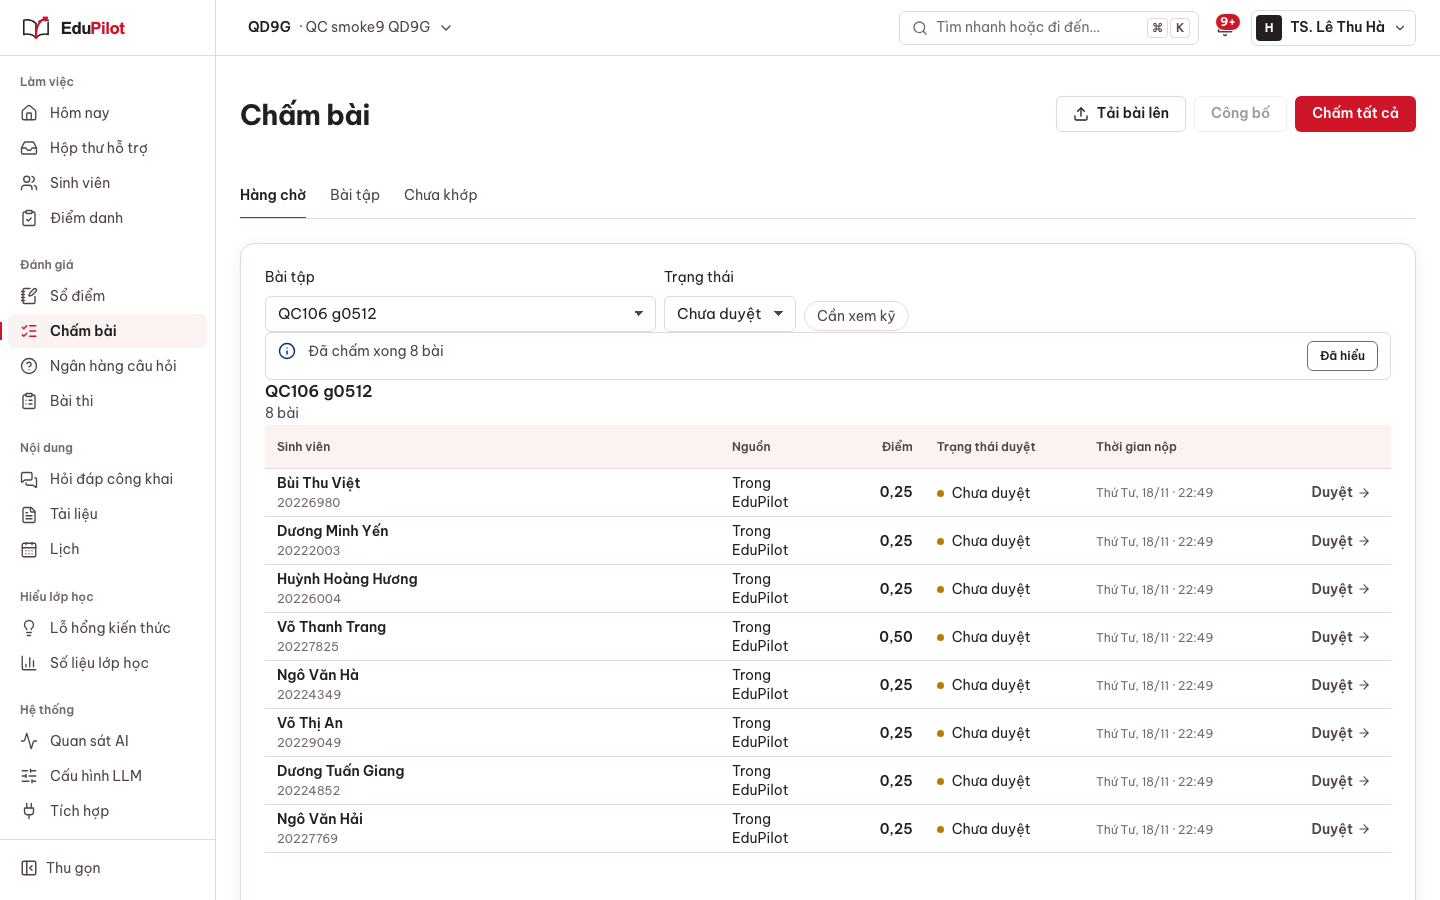 EduPilot
QD9G · QC smoke9 QD9G
Tìm nhanh hoặc đi đến... ⌘ K
9+
H TS. Lê Thu Hà
Làm việc
Hôm nay
Hộp thư hỗ trợ
Sinh viên
Điểm danh
Đánh giá
Sổ điểm
Chấm bài
Ngân hàng câu hỏi
Bài thi
Nội dung
Hỏi đáp công khai
Tài liệu
Lịch
Hiểu lớp học
Lỗ hổng kiến thức
Số liệu lớp học
Hệ thống
Quan sát AI
Cấu hình LLM
Tích hợp
Thu gọn
Chấm bài
Tải bài lên
Công bố
Chấm tất cả
Hàng chờ Bài tập Chưa khớp
Bài tập Trạng thái
QC106 g0512 Chưa duyệt Cần xem kỹ
Đã chấm xong 8 bài Đã hiểu
QC106 g0512
8 bài
Sinh viên Nguồn Điểm Trạng thái duyệt Thời gian nộp
Bùi Thu Việt
20226980
Trong
EduPilot
0,25 Chưa duyệt Thứ Tư, 18/11 · 22:49 Duyệt →
Dương Minh Yến
20222003
Trong
EduPilot
0,25 Chưa duyệt Thứ Tư, 18/11 · 22:49 Duyệt →
Huỳnh Hoàng Hương
20226004
Trong
EduPilot
0,25 Chưa duyệt Thứ Tư, 18/11 · 22:49 Duyệt →
Võ Thanh Trang
20227825
Trong
EduPilot
0,50 Chưa duyệt Thứ Tư, 18/11 · 22:49 Duyệt →
Ngô Văn Hà
20224349
Trong
EduPilot
0,25 Chưa duyệt Thứ Tư, 18/11 · 22:49 Duyệt →
Võ Thị An
20229049
Trong
EduPilot
0,25 Chưa duyệt Thứ Tư, 18/11 · 22:49 Duyệt →
Dương Tuấn Giang
20224852
Trong
EduPilot
0,25 Chưa duyệt Thứ Tư, 18/11 · 22:49 Duyệt →
Ngô Văn Hải
20227769
Trong
EduPilot
0,25 Chưa duyệt Thứ Tư, 18/11 · 22:49 Duyệt →